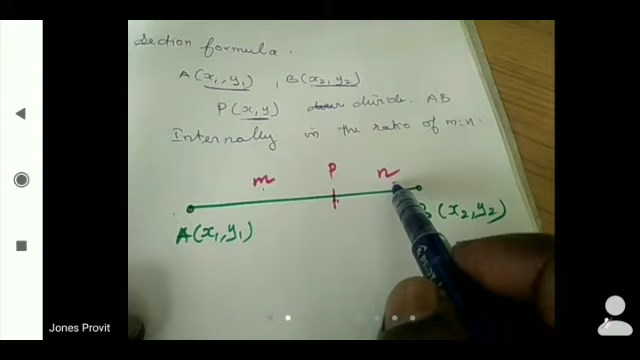 Section formula.
A(x₁, y₁) , B(x₂, y₂)
P(x, y) divide. AB
Internally in the ratio of m:n.
m P n
A(x₁, y₁) B(x₂, y₂)
Jones Provit